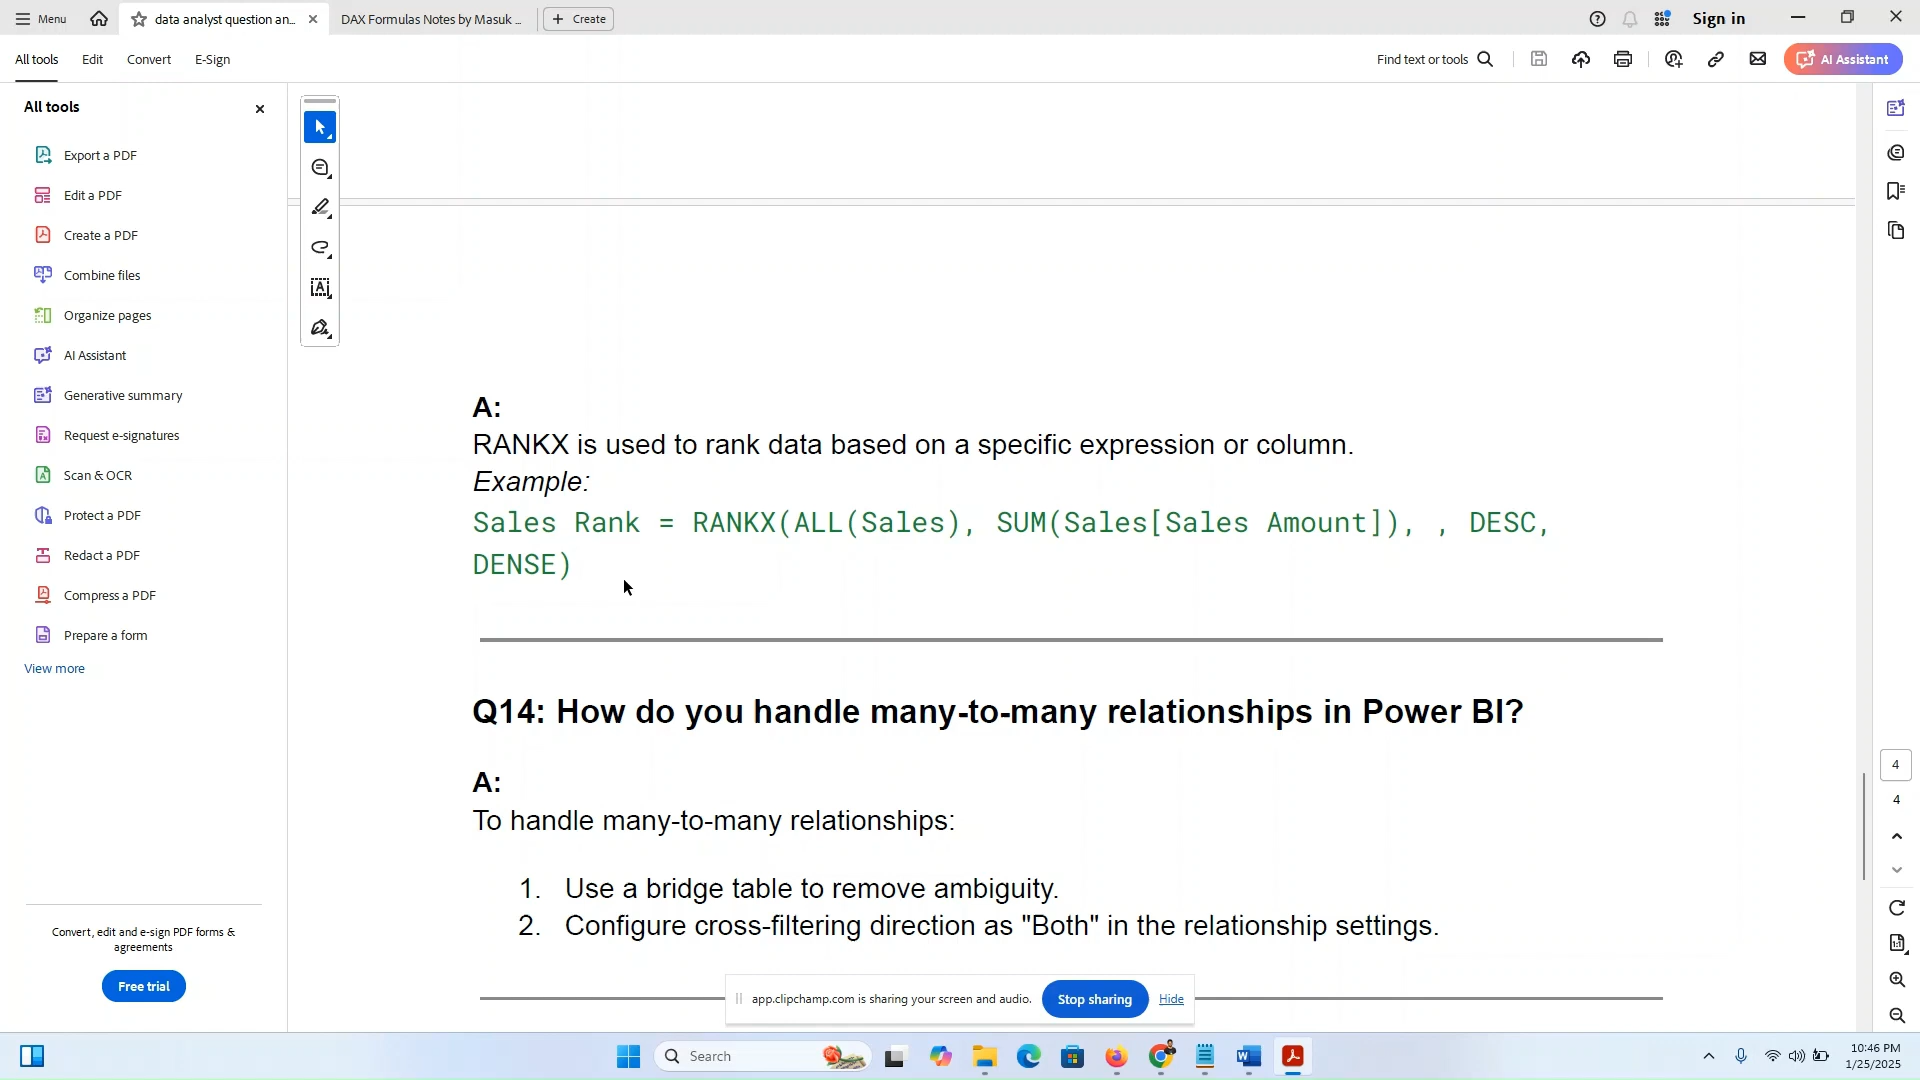 Menu
data analyst question an...
DAX Formulas Notes by Masuk ...
Create
Sign in
All tools
Edit
Convert
E-Sign
Find text or tools
AI Assistant
All tools
Export a PDF
Edit a PDF
Create a PDF
Combine files
Organize pages
AI Assistant
Generative summary
Request e-signatures
Scan & OCR
Protect a PDF
Redact a PDF
Compress a PDF
Prepare a form
View more
Convert, edit and e-sign PDF forms &
agreements
Free trial
A:
RANKX is used to rank data based on a specific expression or column.
Example:
Sales Rank = RANKX(ALL(Sales), SUM(Sales[Sales Amount]), , DESC,
DENSE)
Q14: How do you handle many-to-many relationships in Power BI?
A:
To handle many-to-many relationships:
1. Use a bridge table to remove ambiguity.
2. Configure cross-filtering direction as "Both" in the relationship settings.
app.clipchamp.com is sharing your screen and audio.
Stop sharing
Hide
4
4
Search
10:46 PM
1/25/2025